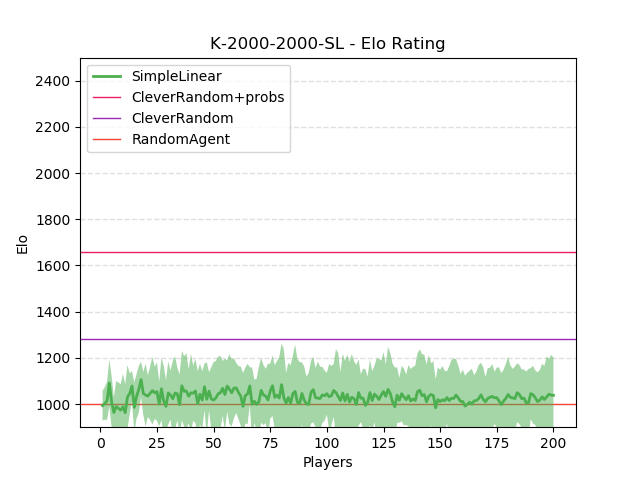 K-2000-2000-SL - Elo Rating
SimpleLinear
CleverRandom+probs
CleverRandom
RandomAgent
Elo
2400
2200
2000
1800
1600
1400
1200
1000
0 25 50 75 100 125 150 175 200
Players